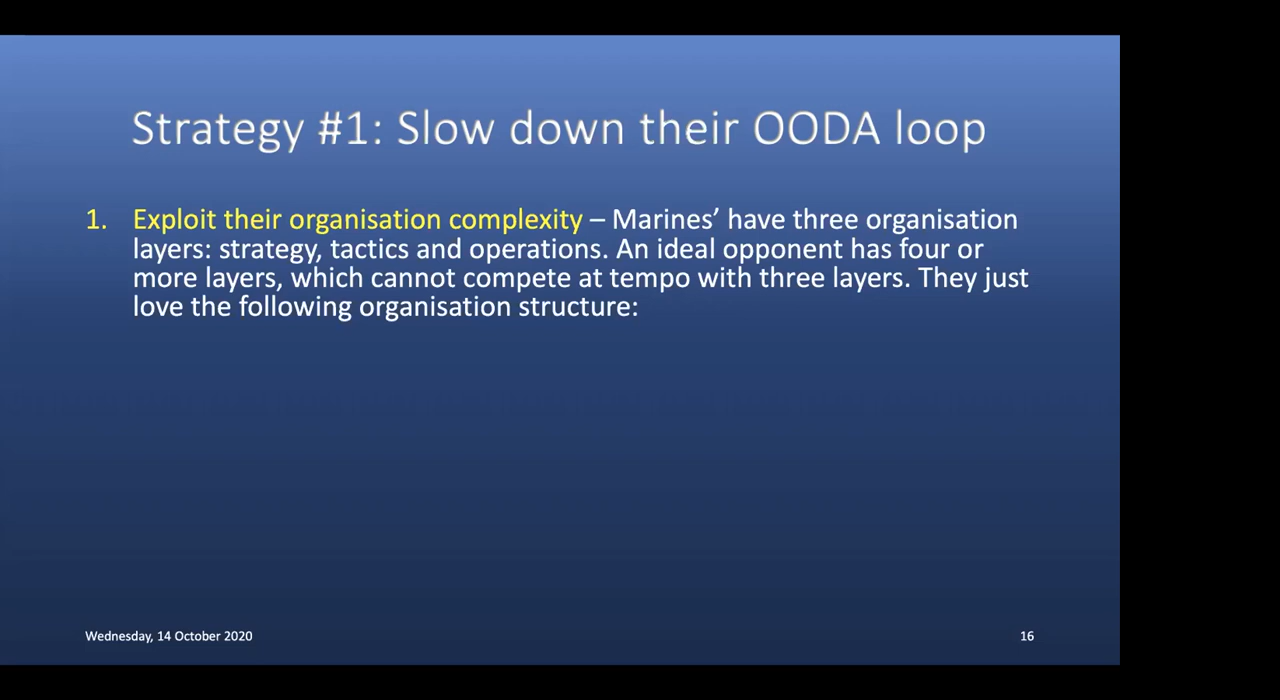 Strategy #1: Slow down their OODA loop
1. Exploit their organisation complexity – Marines’ have three organisation
layers: strategy, tactics and operations. An ideal opponent has four or
more layers, which cannot compete at tempo with three layers. They just
love the following organisation structure:
Wednesday, 14 October 2020
16